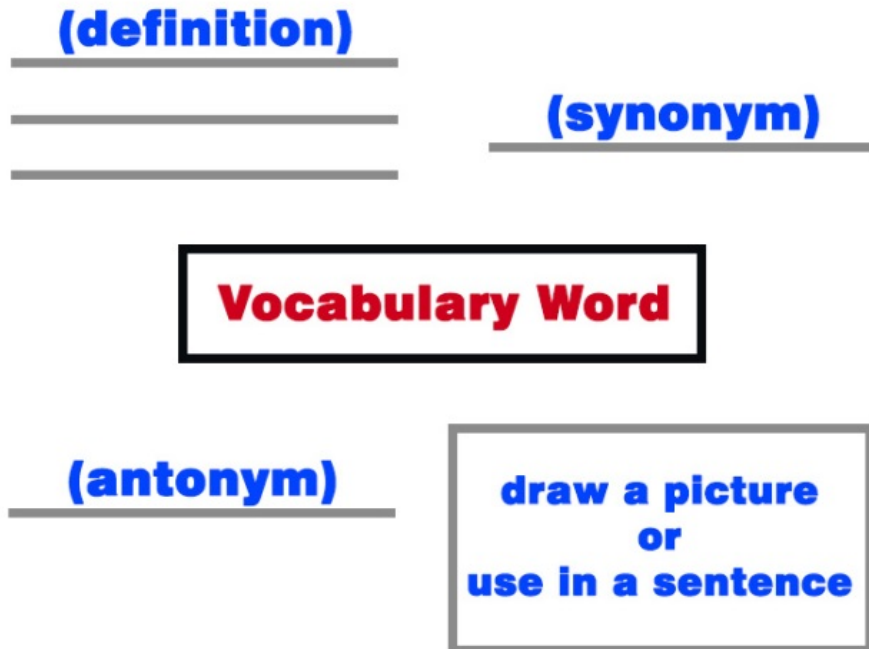 (definition)
(synonym)
Vocabulary Word
(antonym)
draw a picture
or
use in a sentence